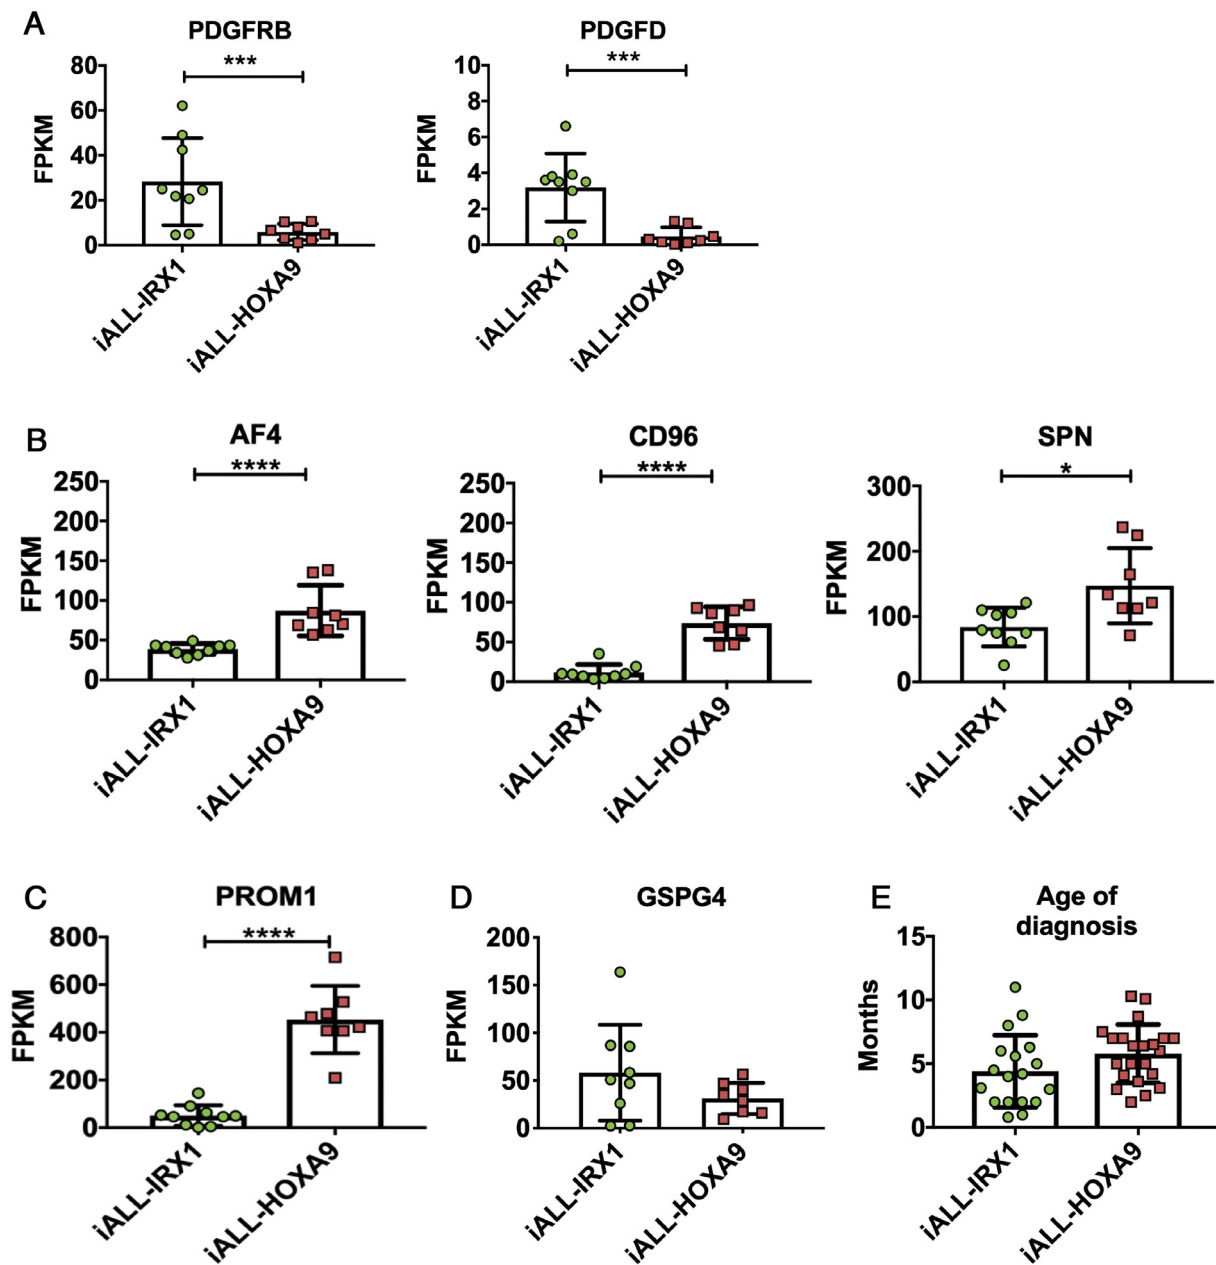 A
PDGFRB
PDGFD
***
***
80
60
40
20
0
FPKM
10
8
6
4
2
0
FPKM
iALL-IRX1
iALL-HOXA9
iALL-IRX1
iALL-HOXA9
B
AF4
CD96
SPN
****
****
*
250
200
150
100
50
0
FPKM
250
200
150
100
50
0
FPKM
300
200
100
0
FPKM
iALL-IRX1
iALL-HOXA9
iALL-IRX1
iALL-HOXA9
iALL-IRX1
iALL-HOXA9
C
PROM1
****
800
600
400
200
0
FPKM
iALL-IRX1
iALL-HOXA9
D
GSPG4
200
150
100
50
0
FPKM
iALL-IRX1
iALL-HOXA9
E
Age of
diagnosis
15
10
5
0
Months
iALL-IRX1
iALL-HOXA9